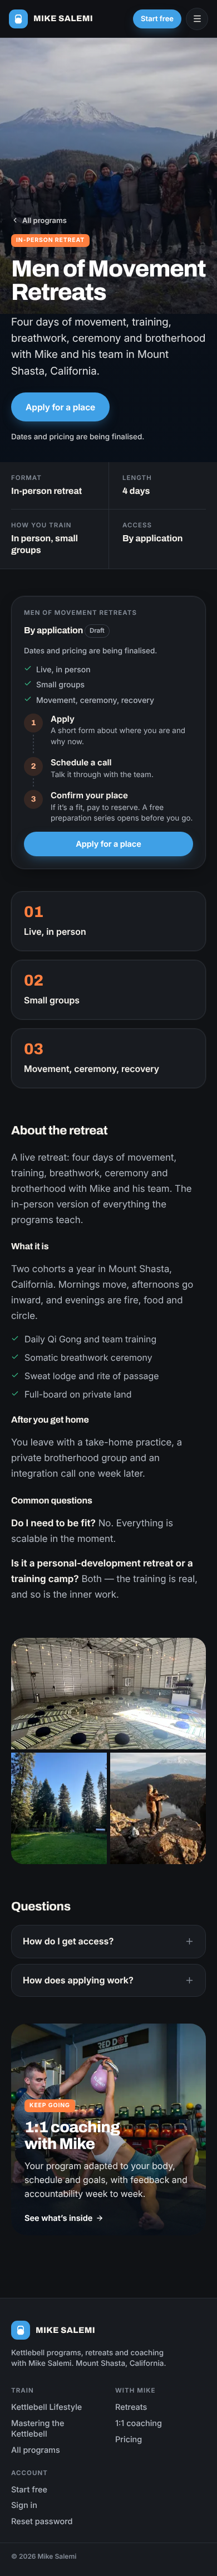 MIKE SALEMI
Start free
All programs
IN-PERSON RETREAT
Men of Movement
Retreats
Four days of movement, training,
breathwork, ceremony and brotherhood
with Mike and his team in Mount
Shasta, California.
Apply for a place
Dates and pricing are being finalised.
FORMAT
In-person retreat
LENGTH
4 days
HOW YOU TRAIN
In person, small
groups
ACCESS
By application
MEN OF MOVEMENT RETREATS
By application Draft
Dates and pricing are being finalised.
Live, in person
Small groups
Movement, ceremony, recovery
1
Apply
A short form about where you are and
why now.
2
Schedule a call
Talk it through with the team.
3
Confirm your place
If it's a fit, pay to reserve. A free
preparation series opens before you go.
Apply for a place
01
Live, in person
02
Small groups
03
Movement, ceremony, recovery
About the retreat
A live retreat: four days of movement,
training, breathwork, ceremony and
brotherhood with Mike and his team. The
in-person version of everything the
programs teach.
What it is
Two cohorts a year in Mount Shasta,
California. Mornings move, afternoons go
inward, and evenings are fire, food and
circle.
Daily Qi Gong and team training
Somatic breathwork ceremony
Sweat lodge and rite of passage
Full-board on private land
After you get home
You leave with a take-home practice, a
private brotherhood group and an
integration call one week later.
Common questions
Do I need to be fit? No. Everything is
scalable in the moment.
Is it a personal-development retreat or a
training camp? Both — the training is real,
and so is the inner work.
Questions
How do I get access?
How does applying work?
RED DOT
KEEP GOING
1:1 coaching
with Mike
Your program adapted to your body,
schedule and goals, with feedback and
accountability week to week.
See what's inside →
MIKE SALEMI
Kettlebell programs, retreats and coaching
with Mike Salemi. Mount Shasta, California.
TRAIN
Kettlebell Lifestyle
Mastering the
Kettlebell
All programs
WITH MIKE
Retreats
1:1 coaching
Pricing
ACCOUNT
Start free
Sign in
Reset password
© 2026 Mike Salemi